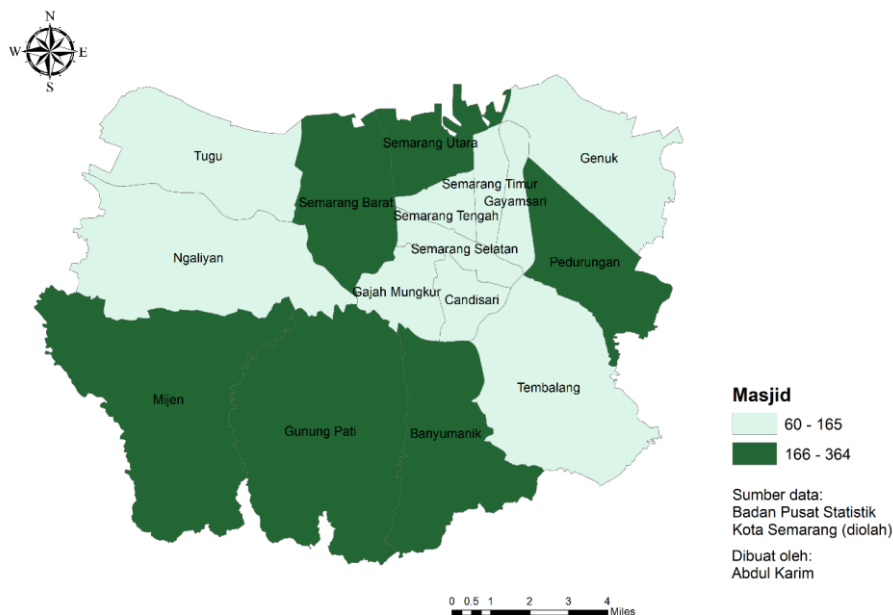 N
W E
S
Tugu
Semarang Utara
Genuk
Semarang Timur
Semarang Barat
Gayamsari
Semarang Tengah
Ngaliyan
Semarang Selatan
Pedurungan
Gajah Mungkur
Candisari
Tembalang
Mijen
Gunung Pati
Banyumanik
Masjid
60 - 165
166 - 364
Sumber data:
Badan Pusat Statistik
Kota Semarang (diolah)
Dibuat oleh:
Abdul Karim
0 0.5 1 2 3 4
Miles